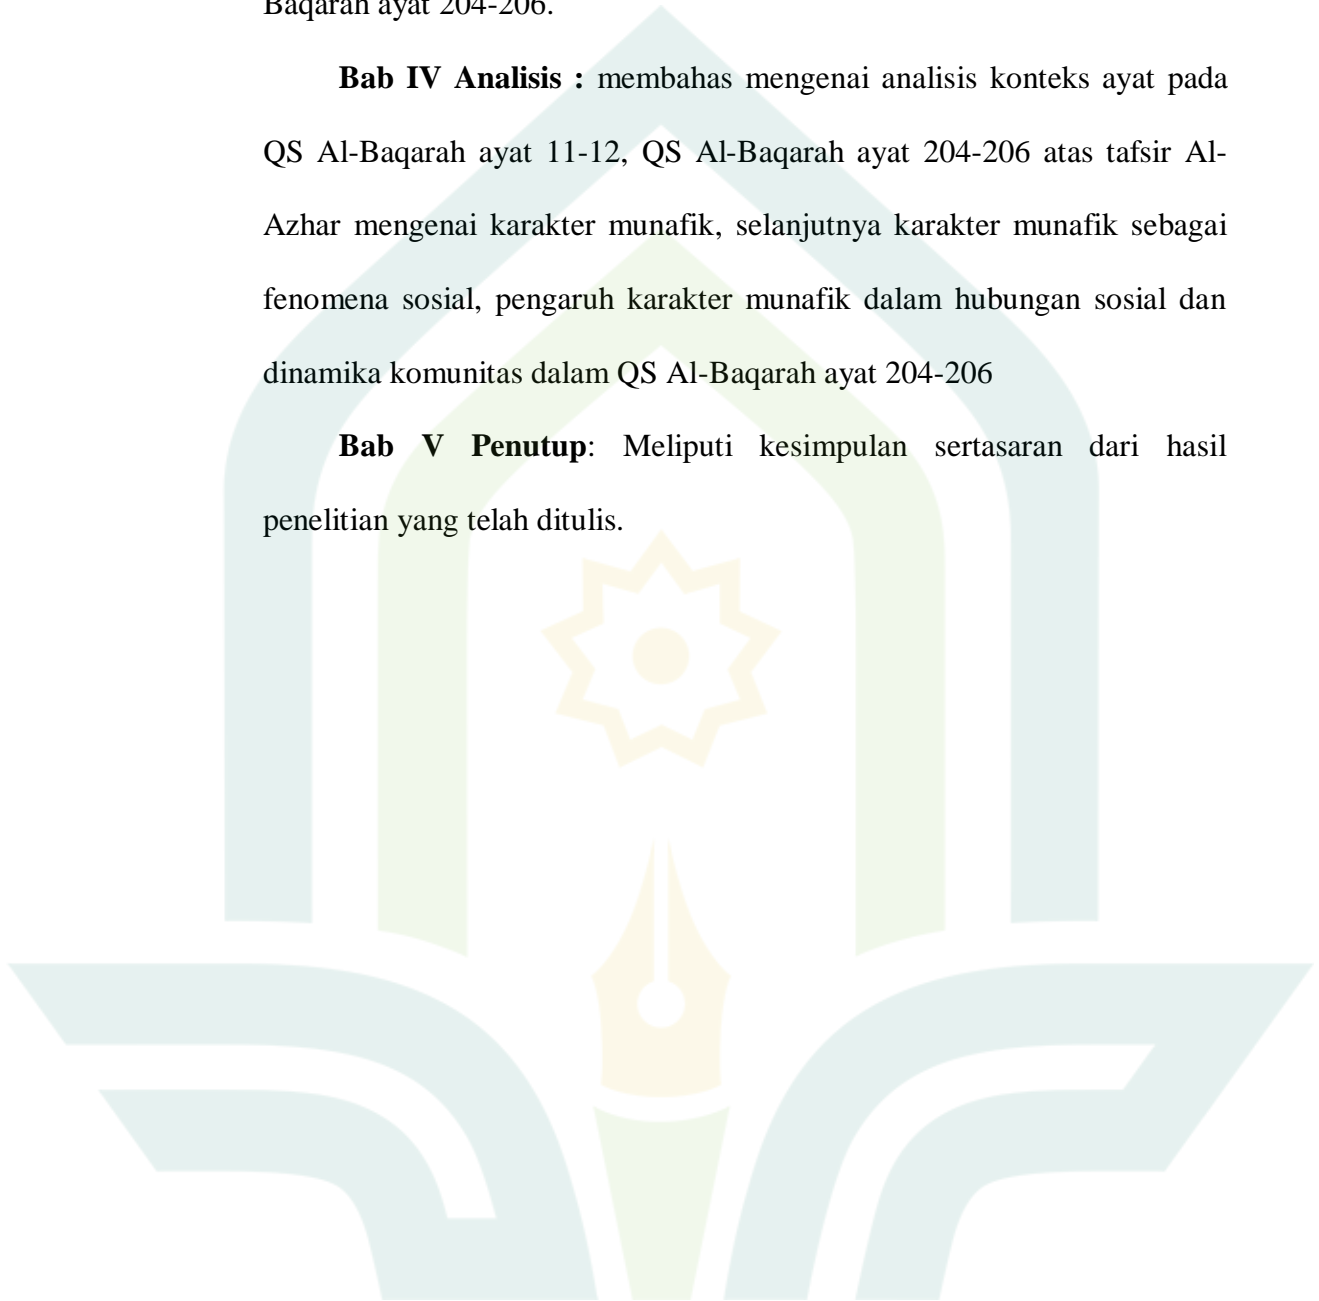 Baqarah ayat 204-206.
Bab IV Analisis : membahas mengenai analisis konteks ayat pada
QS Al-Baqarah ayat 11-12, QS Al-Baqarah ayat 204-206 atas tafsir Al-
Azhar mengenai karakter munafik, selanjutnya karakter munafik sebagai
fenomena sosial, pengaruh karakter munafik dalam hubungan sosial dan
dinamika komunitas dalam QS Al-Baqarah ayat 204-206
Bab V Penutup: Meliputi kesimpulan sertasaran dari hasil
penelitian yang telah ditulis.